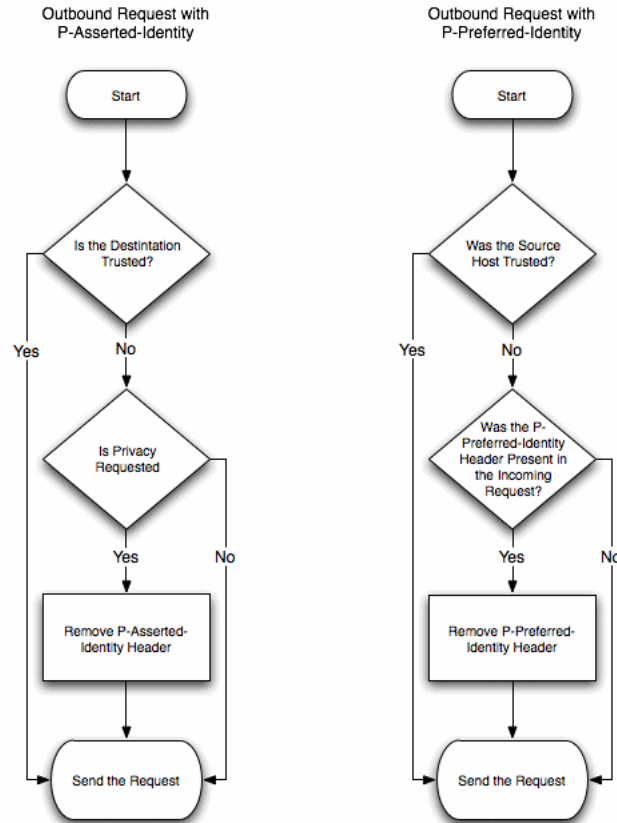 Outbound Request with
P-Asserted-Identity
Start
Is the Destintation
Trusted?
Yes
No
Is Privacy
Requested
Yes
No
Remove P-Asserted-
Identity Header
Send the Request
Outbound Request with
P-Preferred-Identity
Start
Was the Source
Host Trusted?
Yes
No
Was the P-
Preferred-Identity
Header Present in
the Incoming
Request?
Yes
No
Remove P-Preferred-
Identity Header
Send the Request